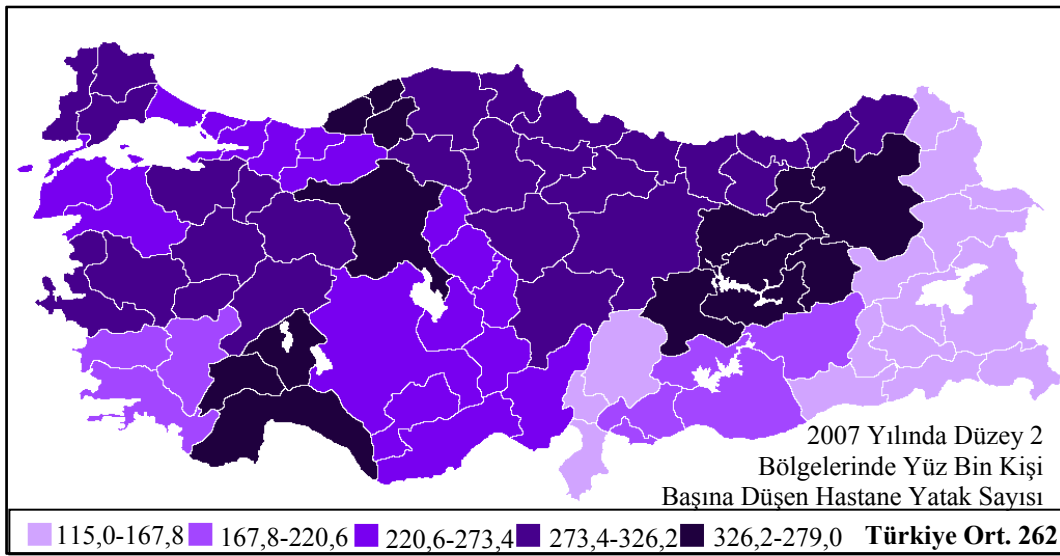 2007 Yılında Düzey 2
Bölgelerinde Yüz Bin Kişi
Başına Düşen Hastane Yatak Sayısı
115,0-167,8 167,8-220,6 220,6-273,4 273,4-326,2 326,2-279,0 Türkiye Ort. 262